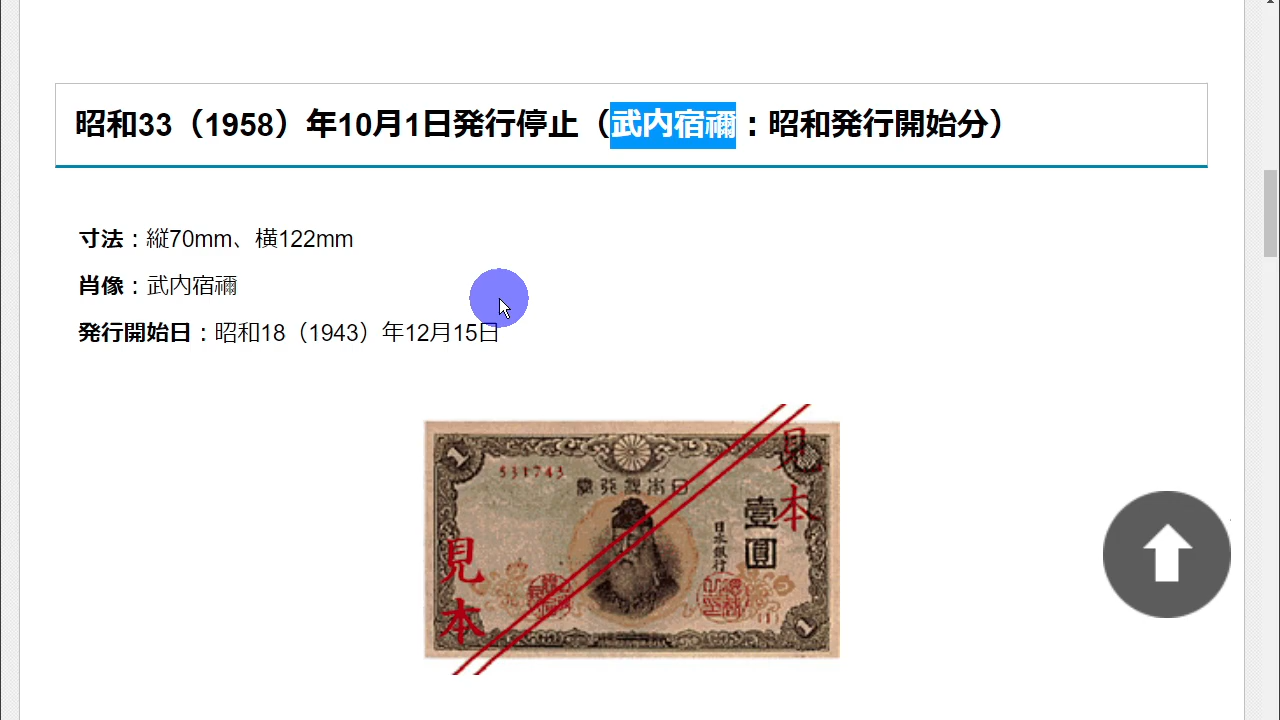 昭和33（1958）年10月1日発行停止（武内宿禰：昭和発行開始分）
寸法：縦70mm、横122mm
肖像：武内宿禰
発行開始日：昭和18（1943）年12月15日
1
531743
見本
日本銀行
壹圓
見本
1